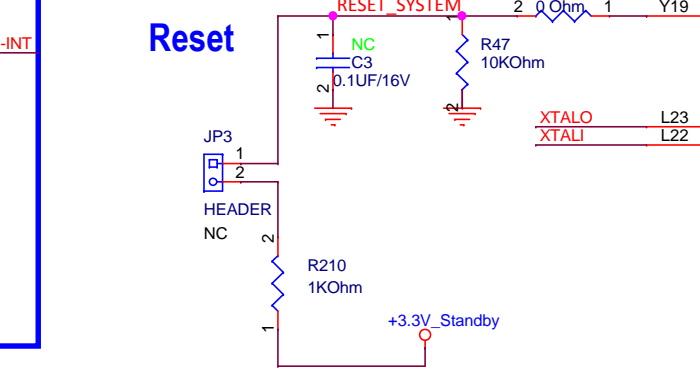 RESET_SYSTEM
2 0 Ohm 1 Y19
-INT
Reset
1
NC
C3
0.1UF/16V
2
1
R47
10KOhm
2
XTALO L23
XTALI L22
JP3
1
2
HEADER
NC
2
R210
1KOhm
1
+3.3V_Standby